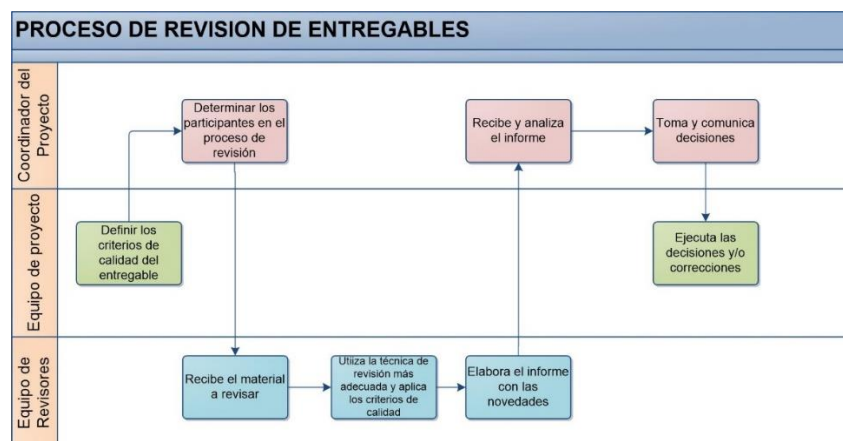 PROCESO DE REVISION DE ENTREGABLES
Coordinador del
Proyecto
Determinar los
participantes en el
proceso de
revisión
Recibe y analiza
el informe
Toma y comunica
decisiones
Equipo de proyecto
Definir los
criterios de
calidad del
entregable
Ejecuta las
decisiones y/o
correcciones
Equipo de
Revisores
Recibe el material
a revisar
Utiiza la técnica de
revisión más
adecuada y aplica
los criterios de
calidad
Elabora el informe
con las
novedades